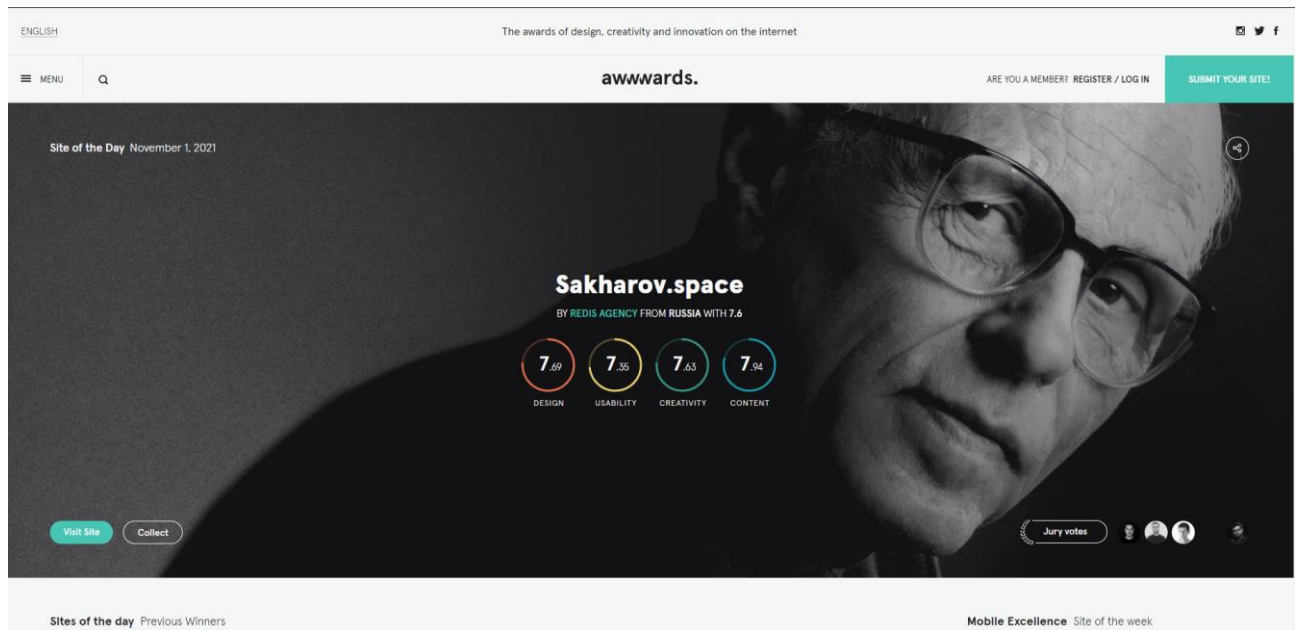 ENGLISH
The awards of design, creativity and innovation on the internet
MENU
awwwards.
ARE YOU A MEMBER? REGISTER / LOG IN
SUBMIT YOUR SITE!
Site of the Day November 1, 2021
Sakharov.space
BY REDIS AGENCY FROM RUSSIA WITH 7.6
7.69 7.35 7.63 7.94
DESIGN USABILITY CREATIVITY CONTENT
Visit Site Collect
Jury votes
Sites of the day Previous Winners
Mobile Excellence Site of the week